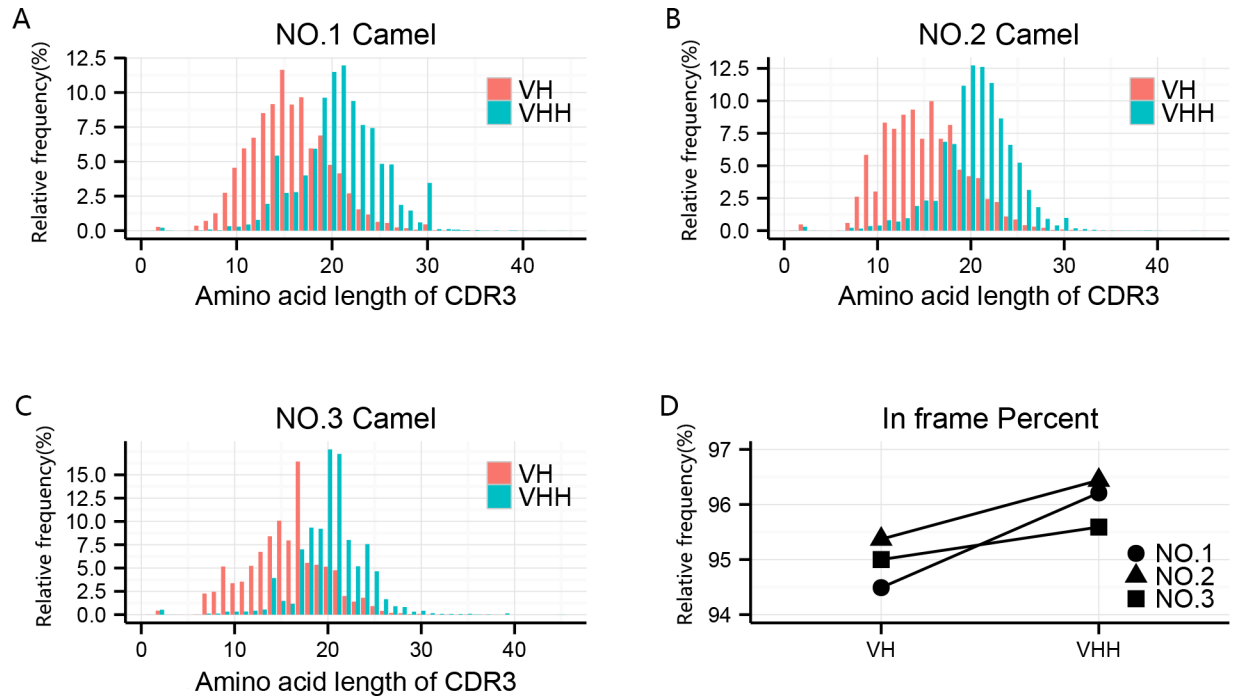 A
NO.1 Camel
Relative frequency(%)
12.5
10.0
7.5
5.0
2.5
0.0
0 10 20 30 40
Amino acid length of CDR3
VH
VHH
B
NO.2 Camel
Relative frequency(%)
12.5
10.0
7.5
5.0
2.5
0.0
0 10 20 30 40
Amino acid length of CDR3
VH
VHH
C
NO.3 Camel
Relative frequency(%)
15.0
12.5
10.0
7.5
5.0
2.5
0.0
0 10 20 30 40
Amino acid length of CDR3
VH
VHH
D
In frame Percent
Relative frequency(%)
97
96
95
94
VH VHH
NO.1
NO.2
NO.3